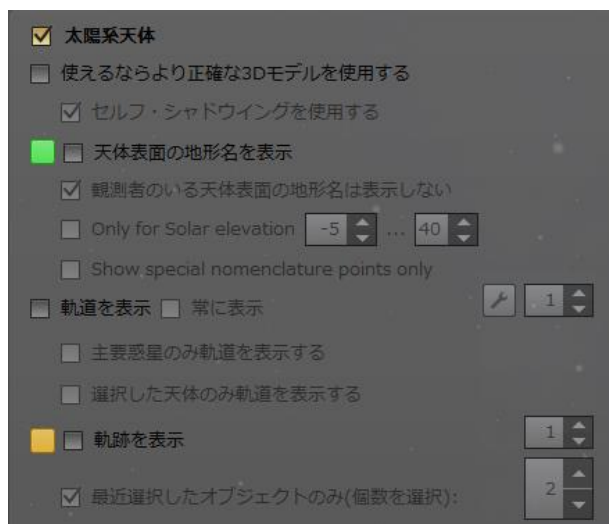 太陽系天体
使えるならより正確な3Dモデルを使用する
セルフ・シャドウイングを使用する
天体表面の地形名を表示
観測者のいる天体表面の地形名は表示しない
Only for Solar elevation -5 ... 40
Show special nomenclature points only
軌道を表示 常に表示 1
主要惑星のみ軌道を表示する
選択した天体のみ軌道を表示する
軌跡を表示 1
最近選択したオブジェクトのみ(個数を選択): 2